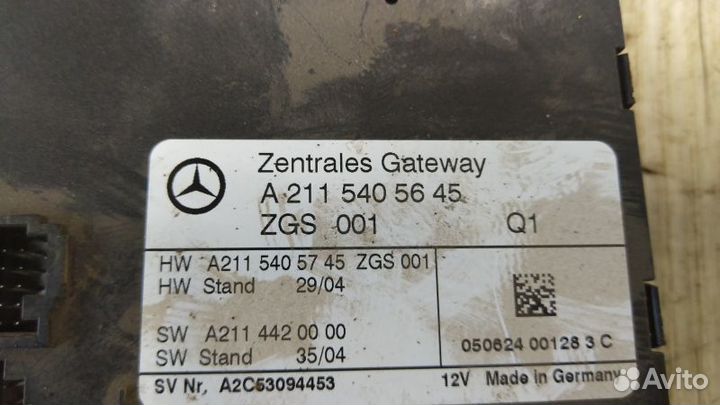 Zentrales Gateway
A 211 540 56 45
ZGS 001 Q1
HW A211 540 57 45 ZGS 001
HW Stand 29/04
SW A211 442 00 00
SW Stand 35/04
050624 00128 3 C
SV Nr, A2C53094453 12V Made in Germany
Avito